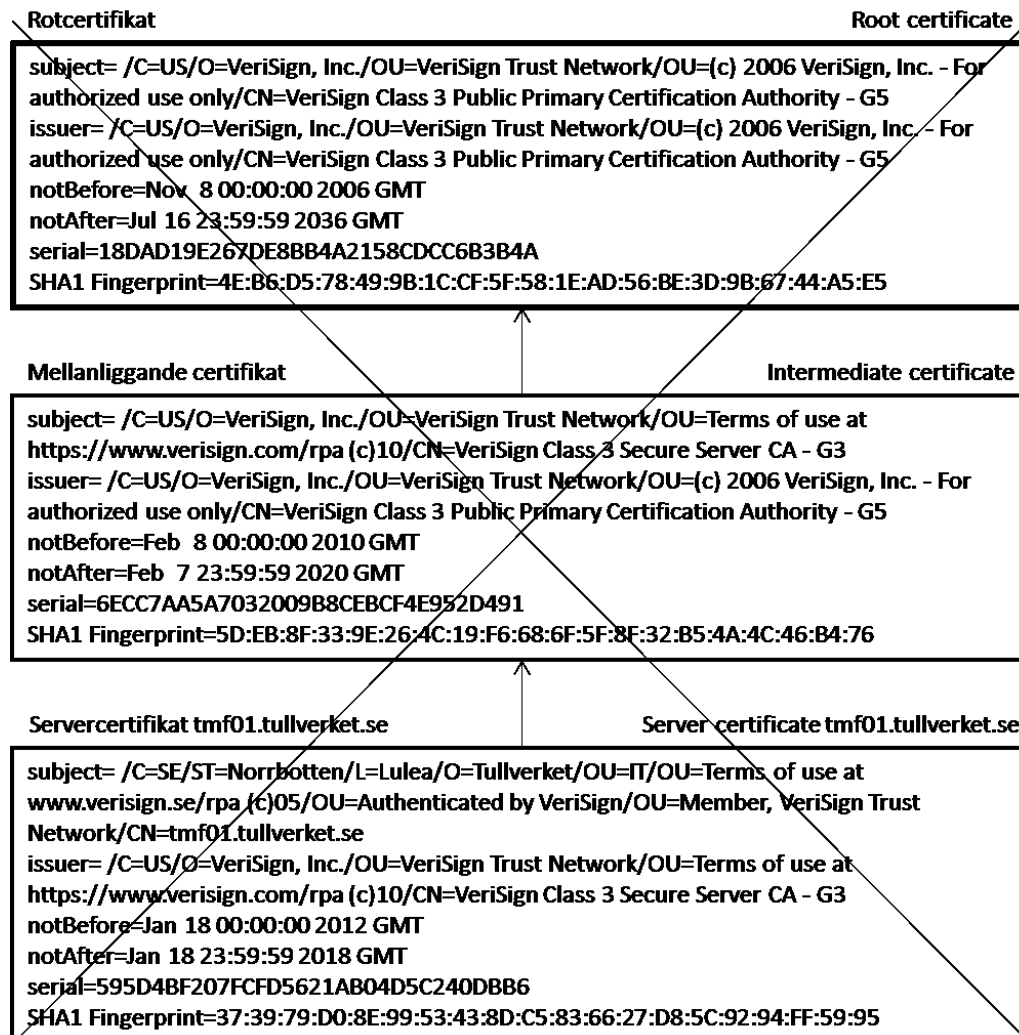 Rotcertifikat Root certificate
subject= /C=US/O=VeriSign, Inc./OU=VeriSign Trust Network/OU=(c) 2006 VeriSign, Inc. - For
authorized use only/CN=VeriSign Class 3 Public Primary Certification Authority - G5
issuer= /C=US/O=VeriSign, Inc./OU=VeriSign Trust Network/OU=(c) 2006 VeriSign, Inc. - For
authorized use only/CN=VeriSign Class 3 Public Primary Certification Authority - G5
notBefore=Nov 8 00:00:00 2006 GMT
notAfter=Jul 16 23:59:59 2036 GMT
serial=18DAD19E267DE8BB4A2158CDCC6B3B4A
SHA1 Fingerprint=4E:B6:D5:78:49:9B:1C:CF:5F:58:1E:AD:56:BE:3D:9B:67:44:A5:E5
Mellanliggande certifikat Intermediate certificate
subject= /C=US/O=VeriSign, Inc./OU=VeriSign Trust Network/OU=Terms of use at
https://www.verisign.com/rpa (c)10/CN=VeriSign Class 3 Secure Server CA - G3
issuer= /C=US/O=VeriSign, Inc./OU=VeriSign Trust Network/OU=(c) 2006 VeriSign, Inc. - For
authorized use only/CN=VeriSign Class 3 Public Primary Certification Authority - G5
notBefore=Feb 8 00:00:00 2010 GMT
notAfter=Feb 7 23:59:59 2020 GMT
serial=6ECC7AA5A7032009B8CEBCF4E952D491
SHA1 Fingerprint=5D:EB:8F:33:9E:26:4C:19:F6:68:6F:5F:8F:32:B5:4A:4C:46:B4:76
Servercertifikat tmf01.tullverket.se Server certificate tmf01.tullverket.se
subject= /C=SE/ST=Norrbotten/L=Lulea/O=Tullverket/OU=IT/OU=Terms of use at
www.verisign.se/rpa (c)05/OU=Authenticated by VeriSign/OU=Member, VeriSign Trust
Network/CN=tmf01.tullverket.se
issuer= /C=US/O=VeriSign, Inc./OU=VeriSign Trust Network/OU=Terms of use at
https://www.verisign.com/rpa (c)10/CN=VeriSign Class 3 Secure Server CA - G3
notBefore=Jan 18 00:00:00 2012 GMT
notAfter=Jan 18 23:59:59 2018 GMT
serial=595D4BF207FCFD5621AB04D5C240DBB6
SHA1 Fingerprint=37:39:79:D0:8E:99:53:43:8D:C5:83:66:27:D8:5C:92:94:FF:59:95